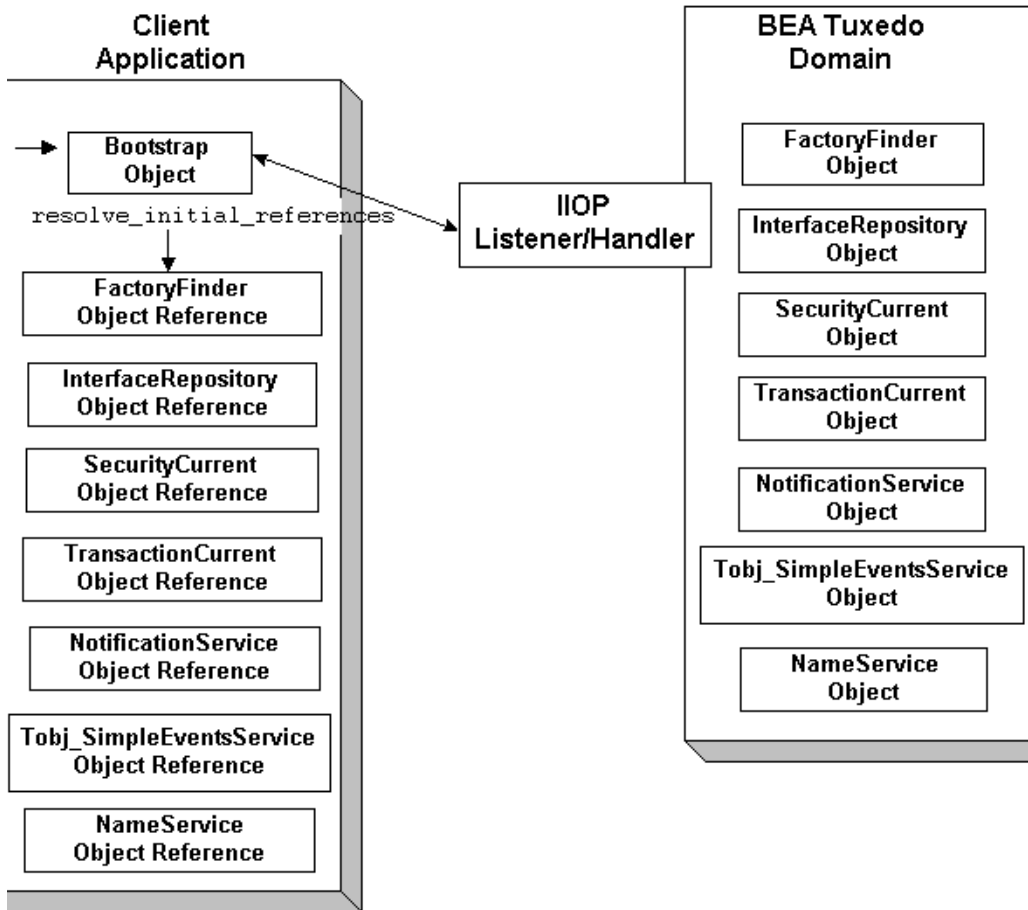 Client
Application
Bootstrap
Object
resolve_initial_references
FactoryFinder
Object Reference
InterfaceRepository
Object Reference
SecurityCurrent
Object Reference
TransactionCurrent
Object Reference
NotificationService
Object Reference
Tobj_SimpleEventsService
Object Reference
NameService
Object Reference
IIOP
Listener/Handler
BEA Tuxedo
Domain
FactoryFinder
Object
InterfaceRepository
Object
SecurityCurrent
Object
TransactionCurrent
Object
NotificationService
Object
Tobj_SimpleEventsService
Object
NameService
Object